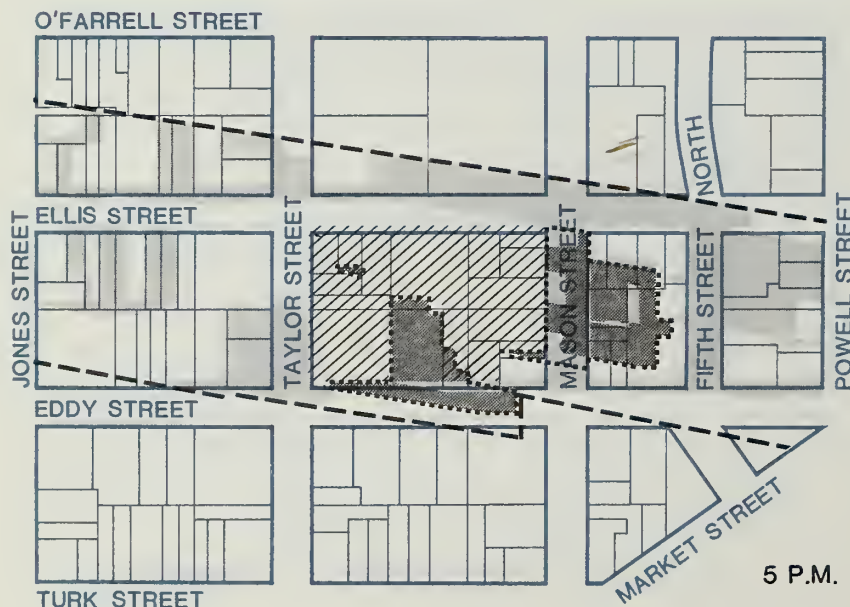 O'FARRELL STREET
NORTH
ELLIS STREET
JONES STREET
TAYLOR STREET
MASON STREET
FIFTH STREET
POWELL STREET
EDDY STREET
MARKET STREET
5 P.M.
TURK STREET